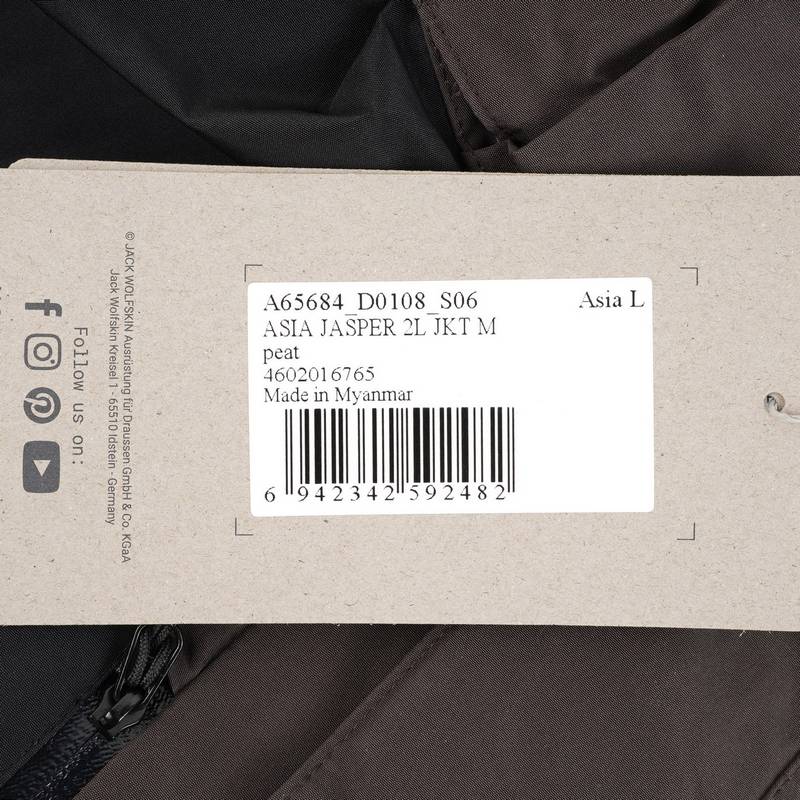 A65684_D0108_S06 Asia L
ASIA JASPER 2L JKT M
peat
4602016765
Made in Myanmar
6 942342 592482
Follow us on:
© JACK WOLFSKIN Ausrüstung für Draussen GmbH & Co. KGaA
Jack Wolfskin Kreisel 1 - 65510 Idstein - Germany